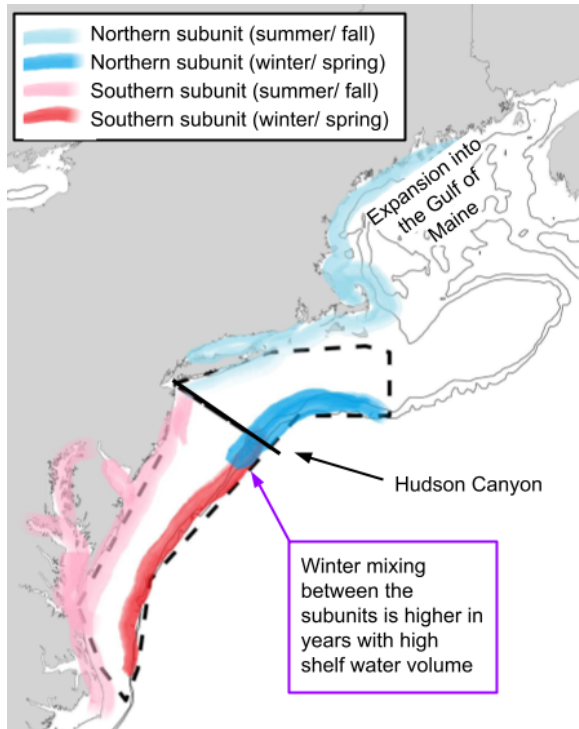 Northern subunit (summer/ fall)
Northern subunit (winter/ spring)
Southern subunit (summer/ fall)
Southern subunit (winter/ spring)
Expansion into
the Gulf of
Maine
Hudson Canyon
Winter mixing
between the
subunits is higher in
years with high
shelf water volume